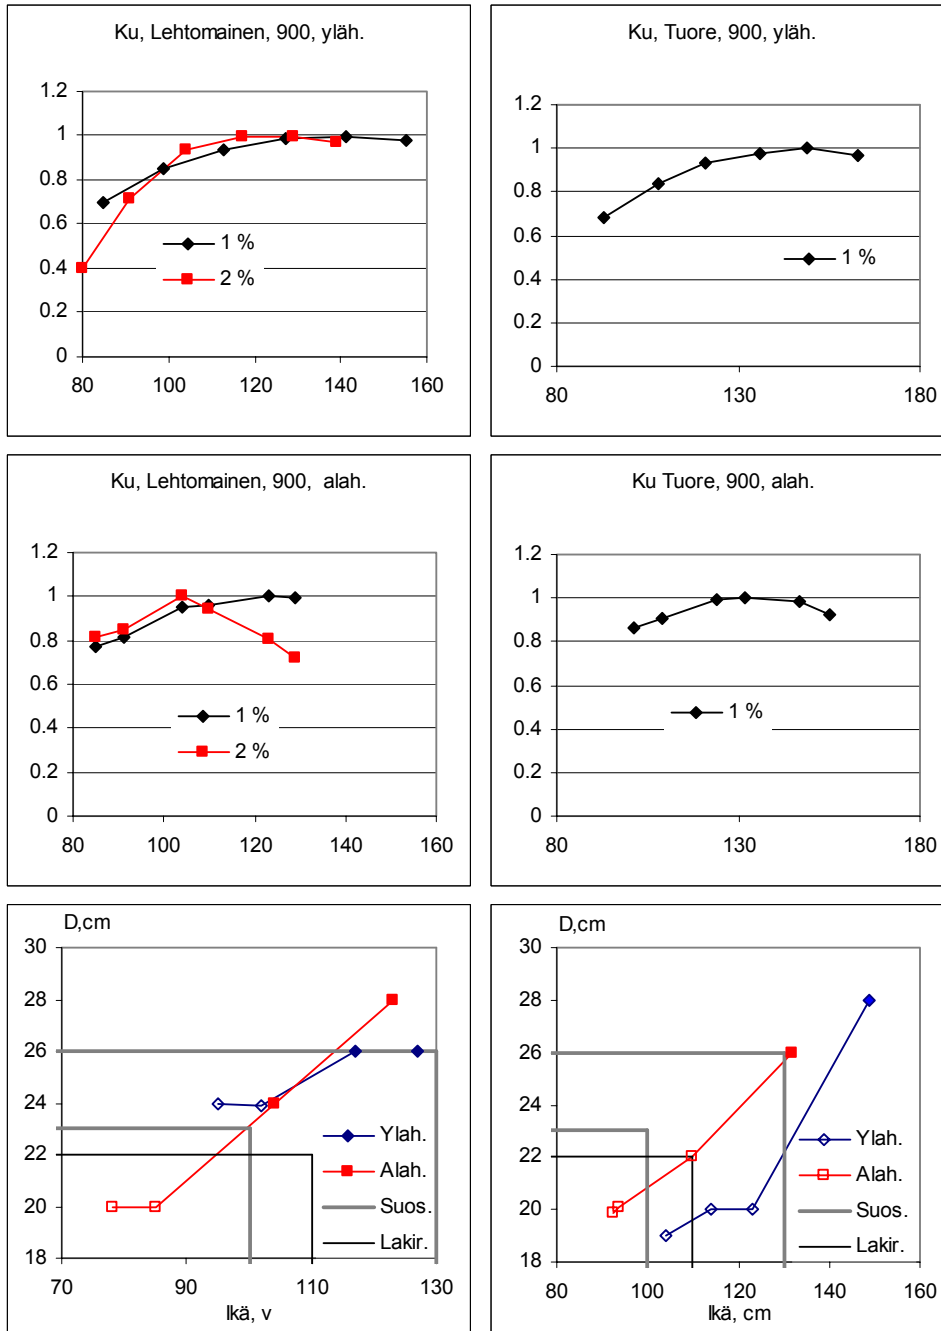 Ku, Lehtomainen, 900, yläh.
1.2
1
0.8
0.6
0.4
0.2
0
80 100 120 140 160
1 %
2 %
Ku, Tuore, 900, yläh.
1.2
1
0.8
0.6
0.4
0.2
0
80 130 180
1 %
Ku, Lehtomainen, 900, alah.
1.2
1
0.8
0.6
0.4
0.2
0
80 100 120 140 160
1 %
2 %
Ku Tuore, 900, alah.
1.2
1
0.8
0.6
0.4
0.2
0
80 130 180
1 %
D,cm
30
28
26
24
22
20
18
70 90 110 130
Ikä, v
Ylah.
Alah.
Suos.
Lakir.
D,cm
30
28
26
24
22
20
18
80 100 120 140 160
Ikä, cm
Ylah.
Alah.
Suos.
Lakir.